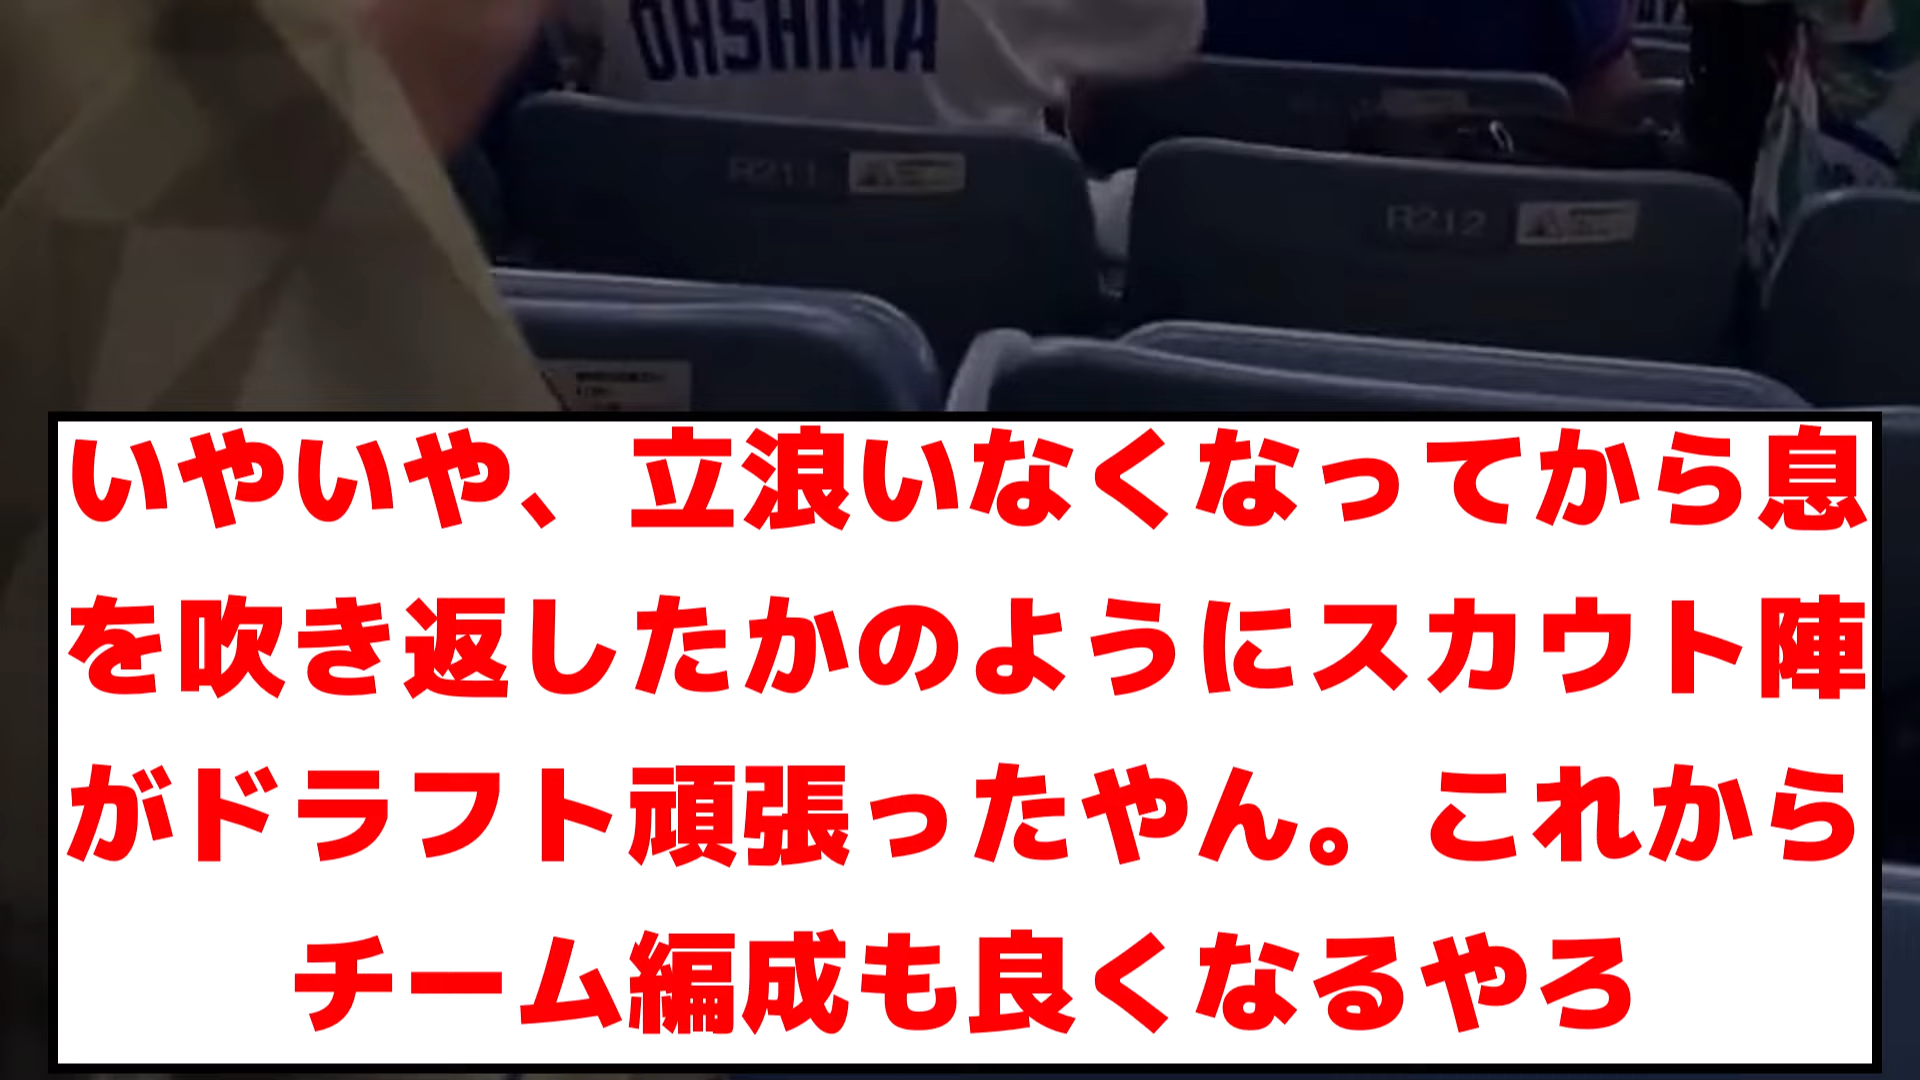 OHSHIMA
R211
R212
いやいや、立浪いなくなってから息
を吹き返したかのようにスカウト陣
がドラフト頑張ったやん。これから
チーム編成も良くなるやろ